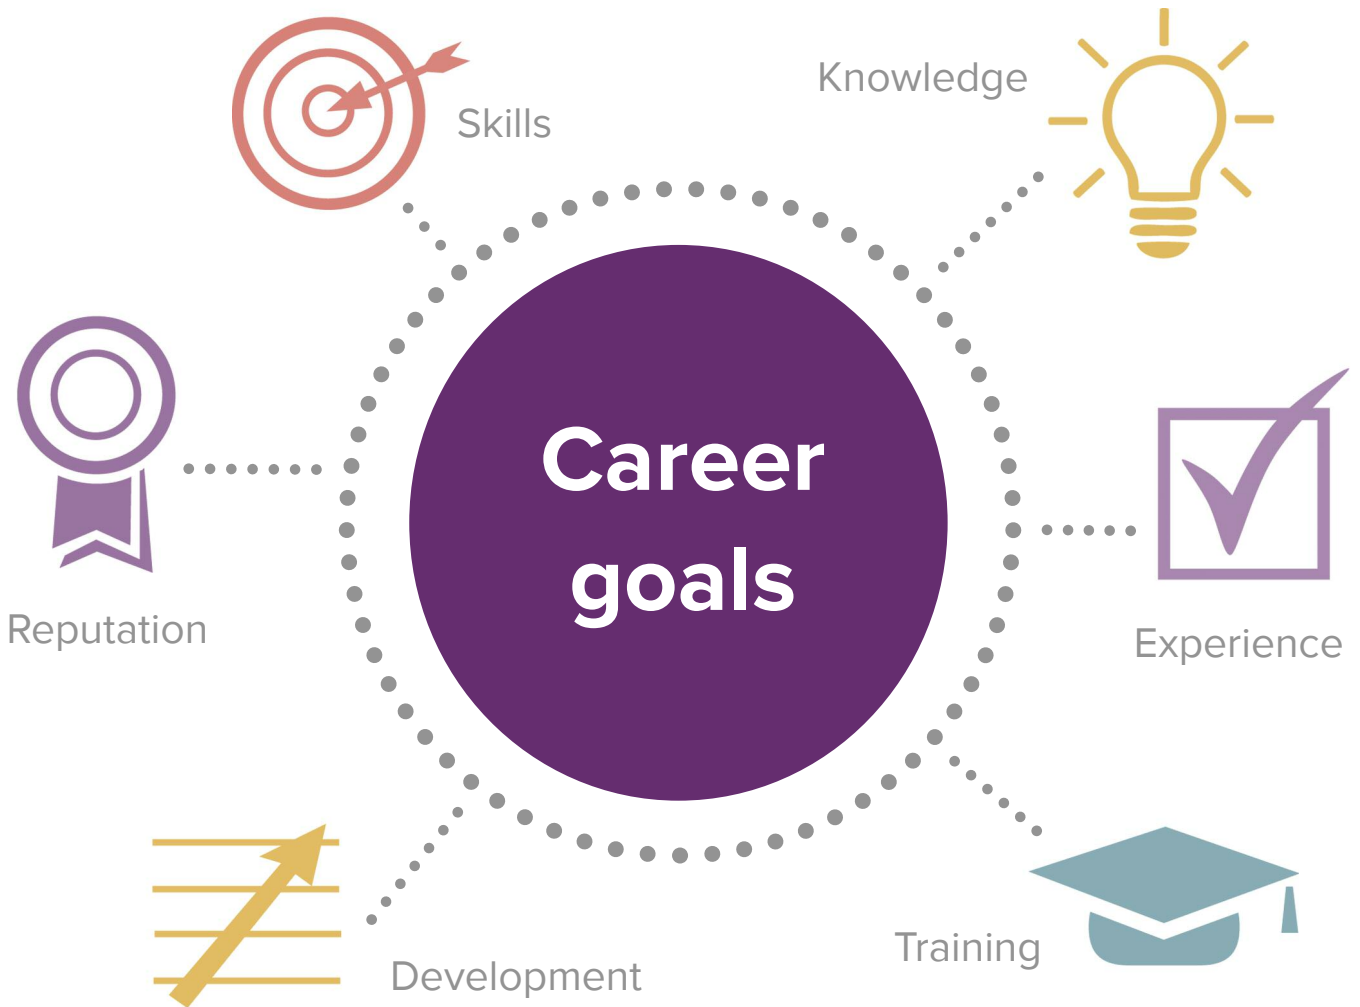 Knowledge
Skills
Career
goals
Reputation
Experience
Training
Development